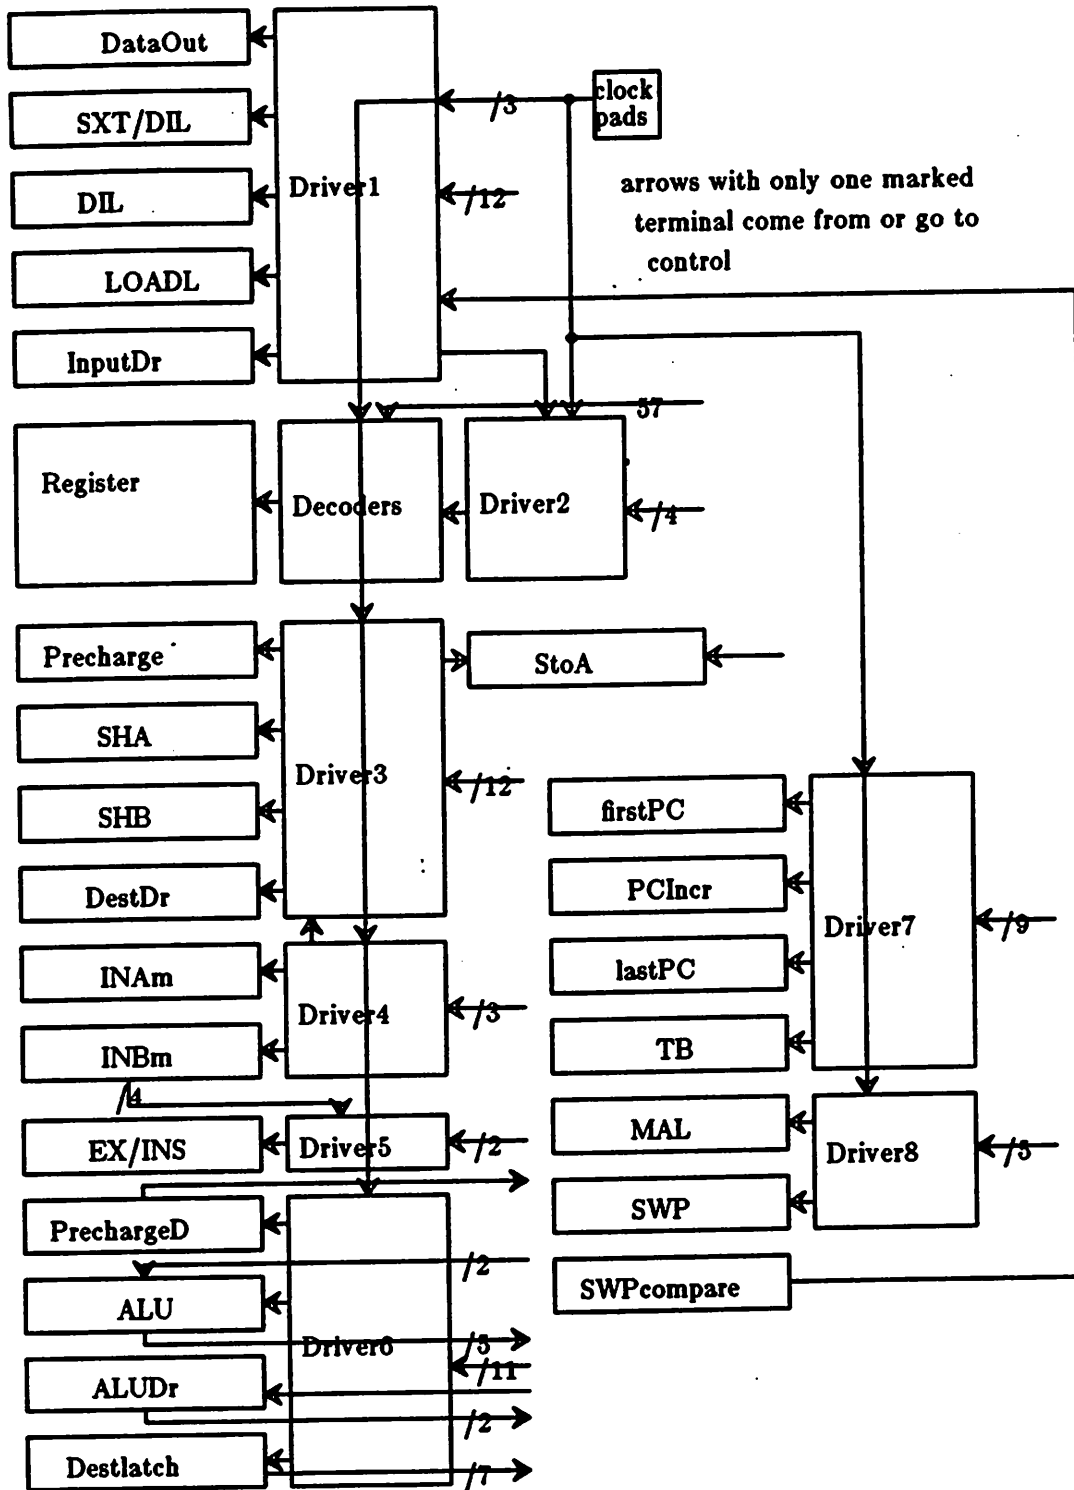 DataOut
SXT/DIL
DIL
LOADL
InputDr
Driver1
/3
clock
pads
/12
arrows with only one marked
terminal come from or go to
control
57
Register
Decoders
Driver2
/4
Precharge
SHA
SHB
DestDr
Driver3
StoA
/12
INAm
INBm
Driver4
/3
/4
EX/INS
Driver5
/2
PrechargeD
ALU
ALUDr
Destlatch
Driver6
/2
/5
/11
/2
/7
firstPC
PCIncr
lastPC
TB
Driver7
/9
MAL
SWP
Driver8
/5
SWPcompare